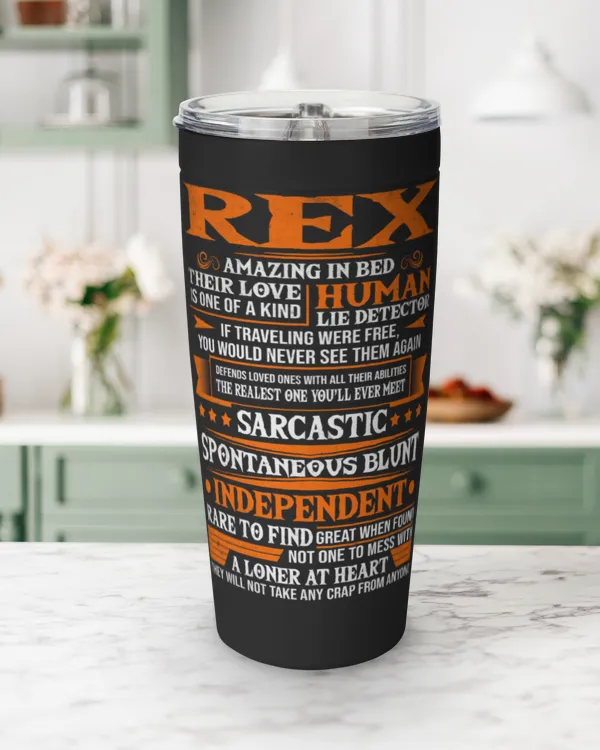 REX
AMAZING IN BED
THEIR LOVE
IS ONE OF A KIND
HUMAN
LIE DETECTOR
IF TRAVELING WERE FREE,
YOU WOULD NEVER SEE THEM AGAIN
DEFENDS LOVED ONES WITH ALL THEIR ABILITIES
THE REALEST ONE YOU'LL EVER MEET
SARCASTIC
SPONTANEOUS BLUNT
INDEPENDENT
RARE TO FIND
GREAT WHEN FOUND
NOT ONE TO MESS WITH
A LONER AT HEART
THEY WILL NOT TAKE ANY CRAP FROM ANYONE